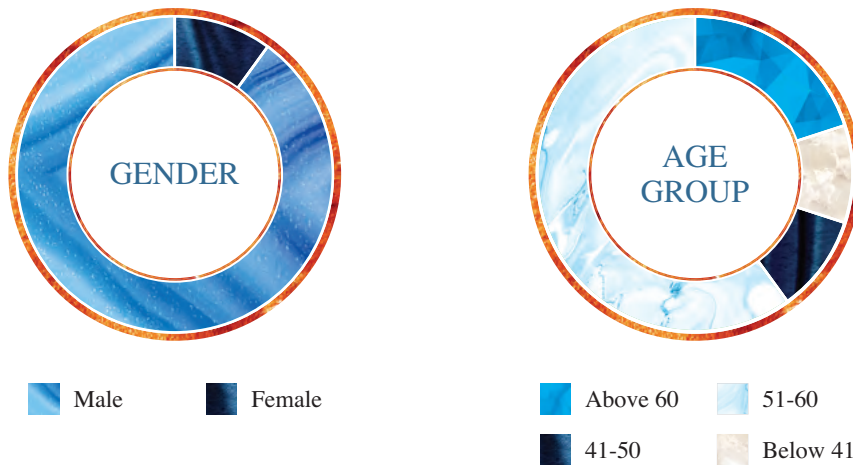 GENDER
Male
Female
AGE
GROUP
Above 60
51-60
41-50
Below 41